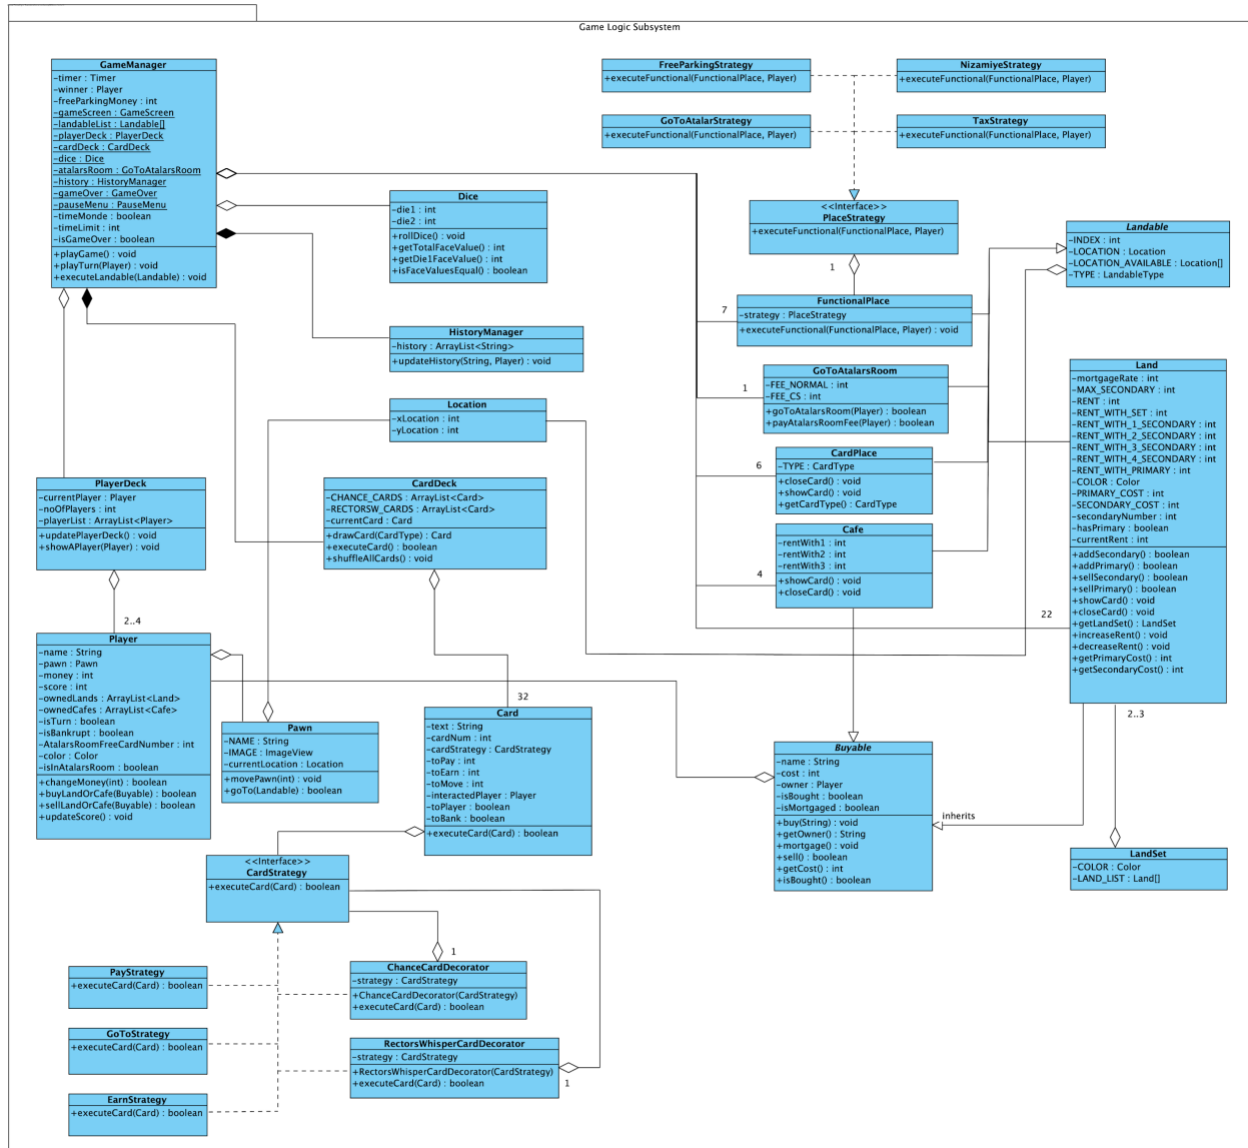 Game Logic Subsystem
GameManager
-timer : Timer
-winner : Player
-freeParkingMoney : int
-gameScreen : GameScreen
-landableList : Landable[]
-playerDeck : PlayerDeck
-cardDeck : CardDeck
-dice : Dice
-atalarsRoom : GoToAtalarsRoom
-history : HistoryManager
-gameOver : GameOver
-pauseMenu : PauseMenu
-timeMonde : boolean
-timeLimit : int
-isGameOver : boolean
+playGame() : void
+playTurn(Player) : void
+executeLandable(Landable) : void
FreeParkingStrategy
+executeFunctional(FunctionalPlace, Player)
NizamiyeStrategy
+executeFunctional(FunctionalPlace, Player)
GoToAtalarStrategy
+executeFunctional(FunctionalPlace, Player)
TaxStrategy
+executeFunctional(FunctionalPlace, Player)
<<Interface>>
PlaceStrategy
+executeFunctional(FunctionalPlace, Player)
1
Dice
-die1 : int
-die2 : int
+rollDice() : void
+getTotalFaceValue() : int
+getDie1FaceValue() : int
+isFaceValuesEqual() : boolean
Landable
-INDEX : int
-LOCATION : Location
-LOCATION_AVAILABLE : Location[]
-TYPE : LandableType
7
FunctionalPlace
-strategy : PlaceStrategy
+executeFunctional(FunctionalPlace, Player) : void
HistoryManager
-history : ArrayList<String>
+updateHistory(String, Player) : void
1
GoToAtalarsRoom
-FEE_NORMAL : int
-FEE_CS : int
+goToAtalarsRoom(Player) : boolean
+payAtalarsRoomFee(Player) : boolean
Land
-mortgageRate : int
-MAX_SECONDARY : int
-RENT : int
-RENT_WITH_SET : int
-RENT_WITH_1_SECONDARY : int
-RENT_WITH_2_SECONDARY : int
-RENT_WITH_3_SECONDARY : int
-RENT_WITH_4_SECONDARY : int
-RENT_WITH_PRIMARY : int
-COLOR : Color
-PRIMARY_COST : int
-SECONDARY_COST : int
-secondaryNumber : int
-hasPrimary : boolean
-currentRent : int
+addSecondary() : boolean
+addPrimary() : boolean
+sellSecondary() : boolean
+sellPrimary() : boolean
+showCard() : void
+closeCard() : void
+getLandSet() : LandSet
+increaseRent() : void
+decreaseRent() : void
+getPrimaryCost() : int
+getSecondaryCost() : int
Location
-xLocation : int
-yLocation : int
6
CardPlace
-TYPE : CardType
+closeCard() : void
+showCard() : void
+getCardType() : CardType
PlayerDeck
-currentPlayer : Player
-noOfPlayers : int
-playerList : ArrayList<Player>
+updatePlayerDeck() : void
+showAPlayer(Player) : void
CardDeck
-CHANCE_CARDS : ArrayList<Card>
-RECTORSW_CARDS : ArrayList<Card>
-currentCard : Card
+drawCard(CardType) : Card
+executeCard() : boolean
+shuffleAllCards() : void
4
Cafe
-rentWith1 : int
-rentWith2 : int
-rentWith3 : int
+showCard() : void
+closeCard() : void
22
2..4
Player
-name : String
-pawn : Pawn
-money : int
-score : int
-ownedLands : ArrayList<Land>
-ownedCafes : ArrayList<Cafe>
-isTurn : boolean
-isBankrupt : boolean
-AtalarsRoomFreeCardNumber : int
-color : Color
-isInAtalarsRoom : boolean
+changeMoney(int) : boolean
+buyLandOrCafe(Buyable) : boolean
+sellLandOrCafe(Buyable) : boolean
+updateScore() : void
32
Pawn
-NAME : String
-IMAGE : ImageView
-currentLocation : Location
+movePawn(int) : void
+goTo(Landable) : boolean
Card
-text : String
-cardNum : int
-cardStrategy : CardStrategy
-toPay : int
-toEarn : int
-toMove : int
-interactedPlayer : Player
-toPlayer : boolean
-toBank : boolean
+executeCard(Card) : boolean
2..3
Buyable
-name : String
-cost : int
-owner : Player
-isBought : boolean
-isMortgaged : boolean
+buy(String) : void
+getOwner() : String
+mortgage() : void
+sell() : boolean
+getCost() : int
+isBought() : boolean
inherits
LandSet
-COLOR : Color
-LAND_LIST : Land[]
<<Interface>>
CardStrategy
+executeCard(Card) : boolean
1
PayStrategy
+executeCard(Card) : boolean
ChanceCardDecorator
-strategy : CardStrategy
+ChanceCardDecorator(CardStrategy)
+executeCard(Card) : boolean
GoToStrategy
+executeCard(Card) : boolean
RectorsWhisperCardDecorator
-strategy : CardStrategy
+RectorsWhisperCardDecorator(CardStrategy)
+executeCard(Card) : boolean
1
EarnStrategy
+executeCard(Card) : boolean